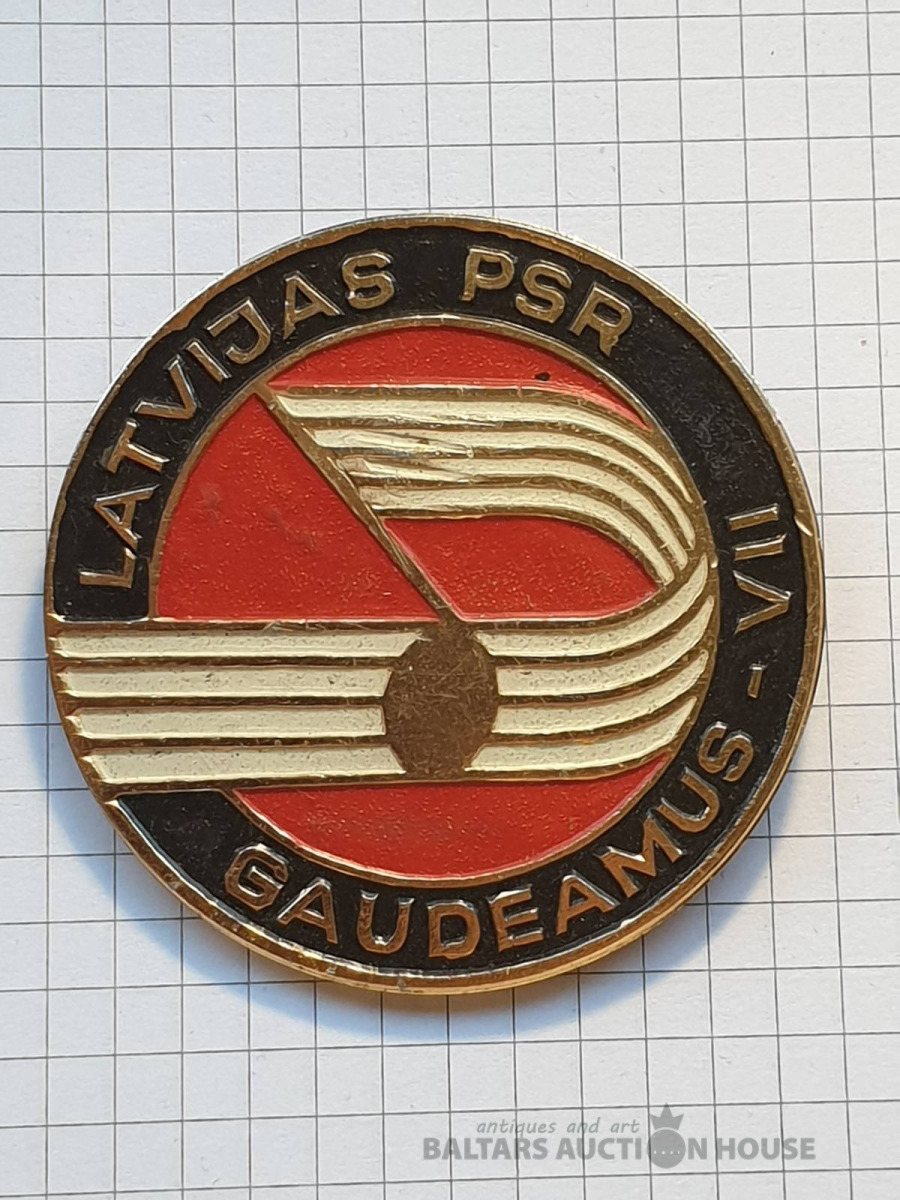 LATVIJAS PSR
GAUDEAMUS - VII
antiques and art
BALTARS AUCTION HOUSE